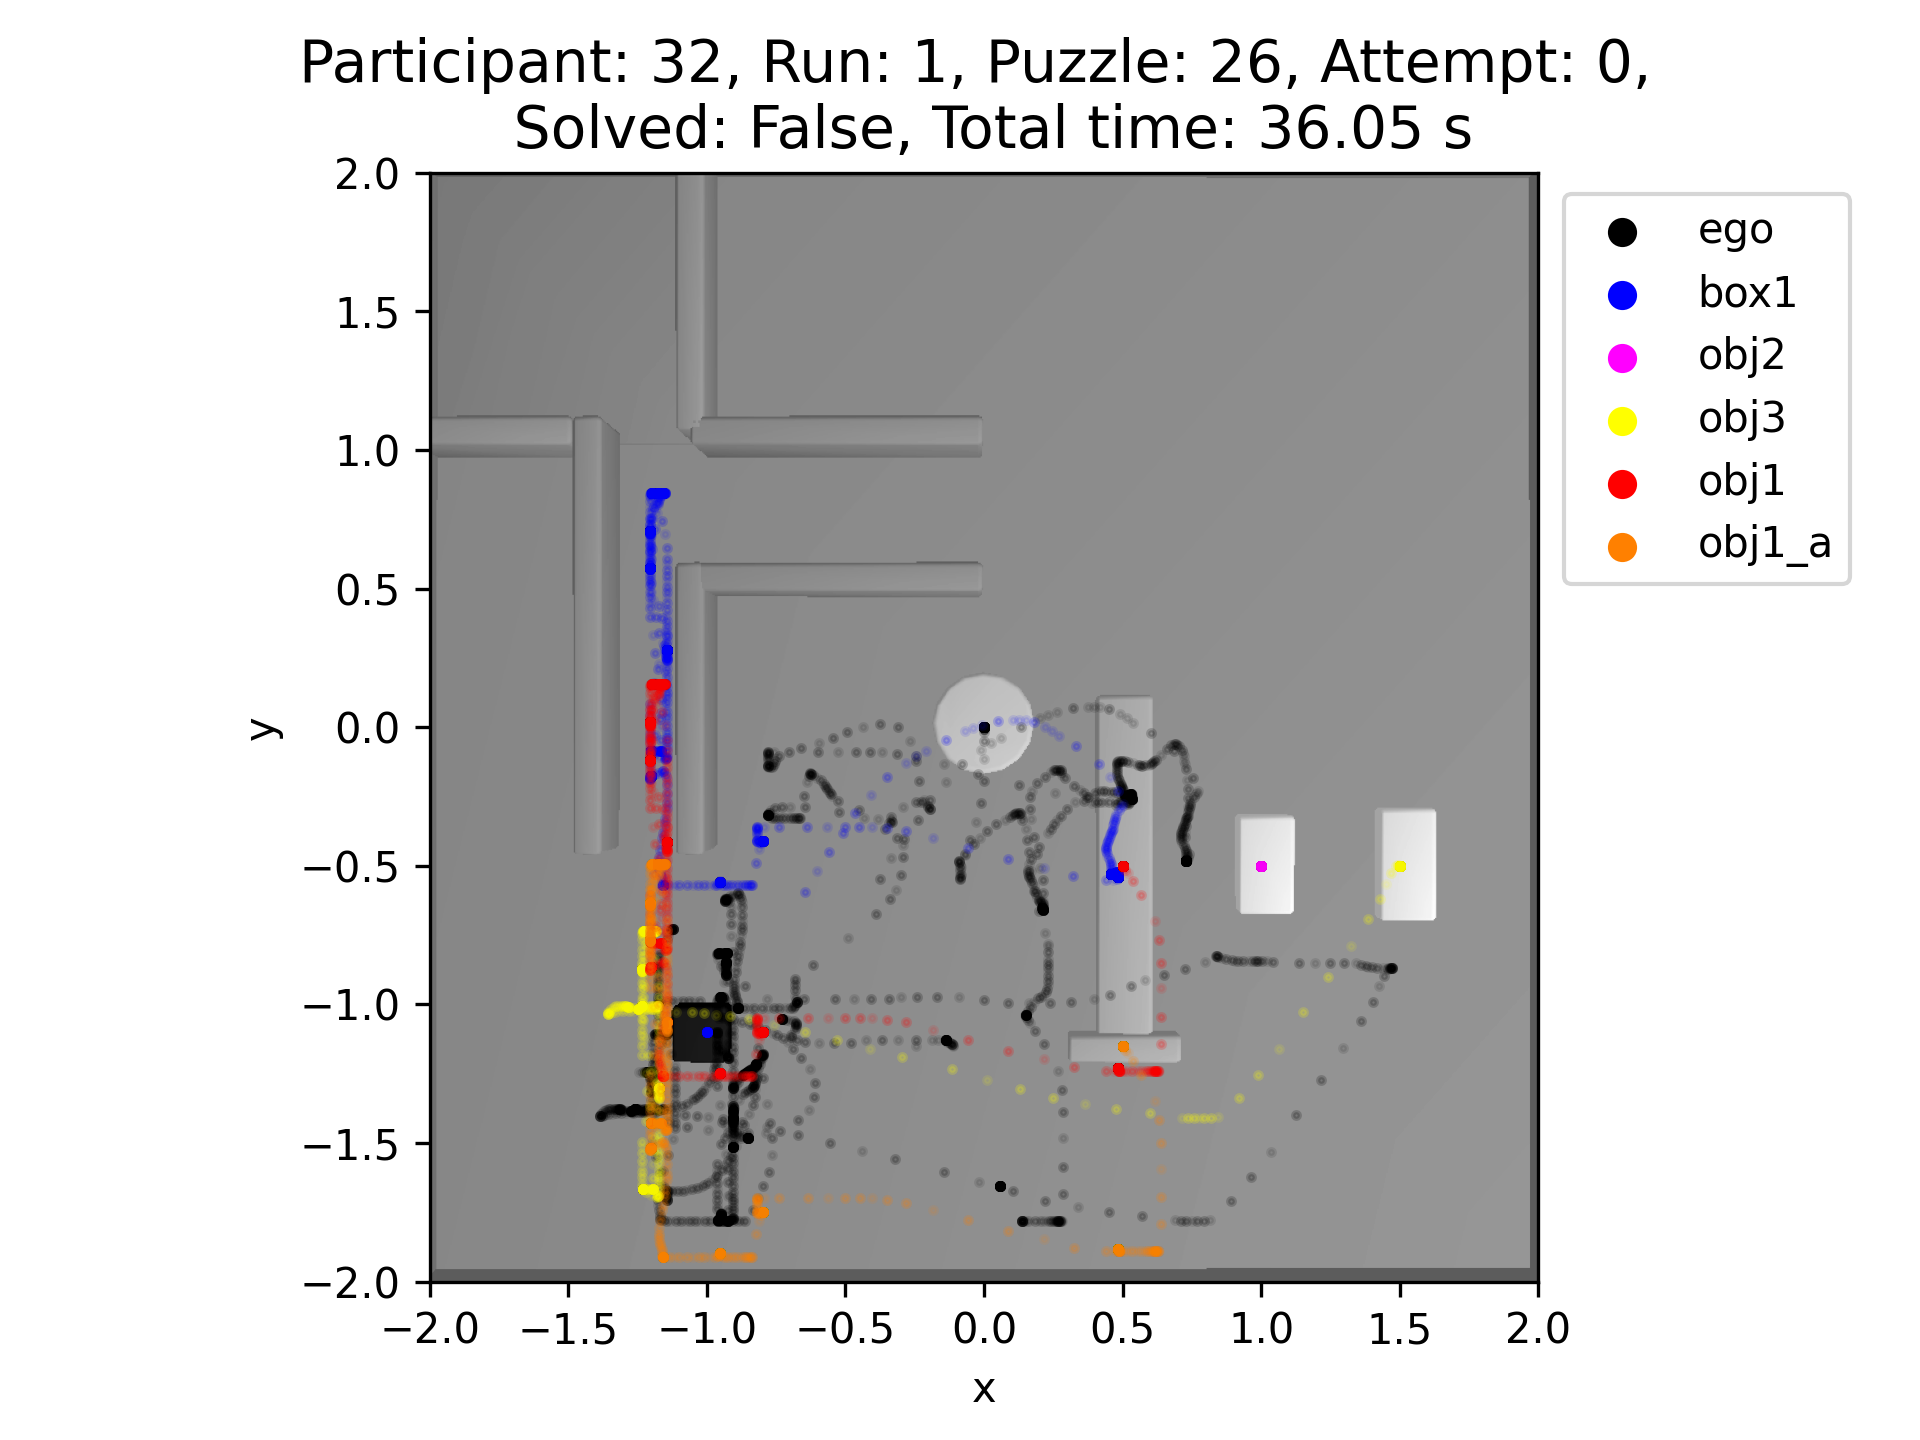 Participant: 32, Run: 1, Puzzle: 26, Attempt: 0,
Solved: False, Total time: 36.05 s
2.0
1.5
1.0
0.5
0.0
−0.5
−1.0
−1.5
−2.0
y
−2.0 −1.5 −1.0 −0.5 0.0 0.5 1.0 1.5 2.0
x
ego
box1
obj2
obj3
obj1
obj1_a